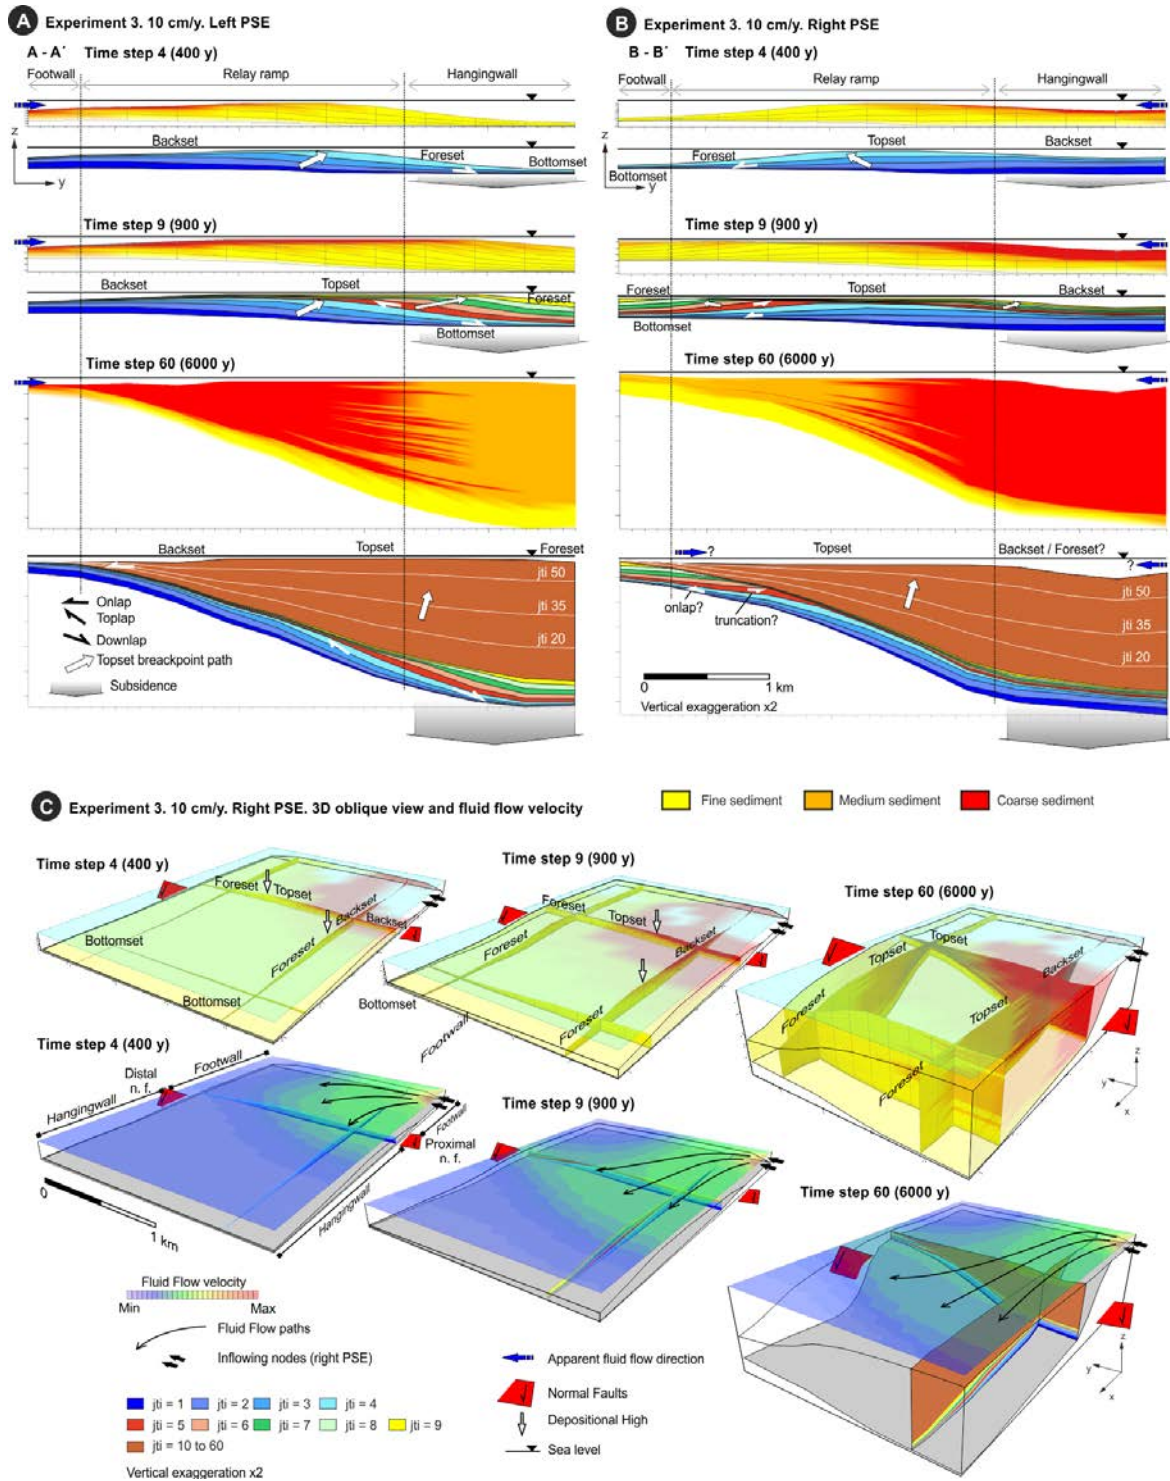 A Experiment 3. 10 cm/y. Left PSE
A - A´ Time step 4 (400 y)
Footwall Relay ramp Hangingwall
z
Backset
Foreset
Bottomset
y
Time step 9 (900 y)
Backset Topset
Foreset
Bottomset
Time step 60 (6000 y)
Backset Topset Foreset
jti 50
jti 35
jti 20
Onlap
Toplap
Downlap
Topset breakpoint path
Subsidence
B Experiment 3. 10 cm/y. Right PSE
B - B´ Time step 4 (400 y)
Footwall Relay ramp Hangingwall
z
Topset Backset
Foreset
Bottomset
y
Time step 9 (900 y)
Foreset Topset Backset
Bottomset
Time step 60 (6000 y)
? Topset Backset / Foreset?
?
jti 50
onlap?
truncation?
jti 35
jti 20
0 1 km
Vertical exaggeration x2
C Experiment 3. 10 cm/y. Right PSE. 3D oblique view and fluid flow velocity
Fine sediment Medium sediment Coarse sediment
Time step 4 (400 y)
Foreset Topset
Backset
Backset
Foreset
Bottomset
Bottomset
Time step 9 (900 y)
Foreset
Topset
Backset
Foreset
Bottomset
Foreset
Footwall
Time step 60 (6000 y)
Topset
Topset
Backset
Foreset
Topset
Foreset
z
y
x
Time step 4 (400 y)
Footwall
Distal
n. f.
Hangingwall
Footwall
Proximal
n. f.
Hangingwall
0
1 km
Time step 9 (900 y)
Time step 60 (6000 y)
z
y
x
Fluid Flow velocity
Min Max
Fluid Flow paths
Inflowing nodes (right PSE)
jti = 1 jti = 2 jti = 3 jti = 4
jti = 5 jti = 6 jti = 7 jti = 8 jti = 9
jti = 10 to 60
Vertical exaggeration x2
Apparent fluid flow direction
Normal Faults
Depositional High
Sea level